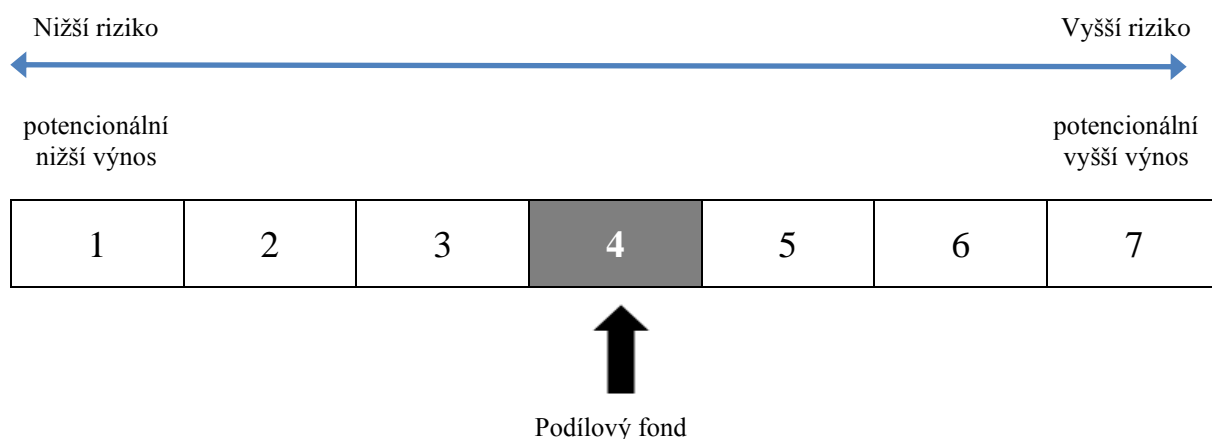 Nižší riziko
Vyšší riziko
potencionální
nižší výnos
potencionální
vyšší výnos
1 2 3 4 5 6 7
Podílový fond